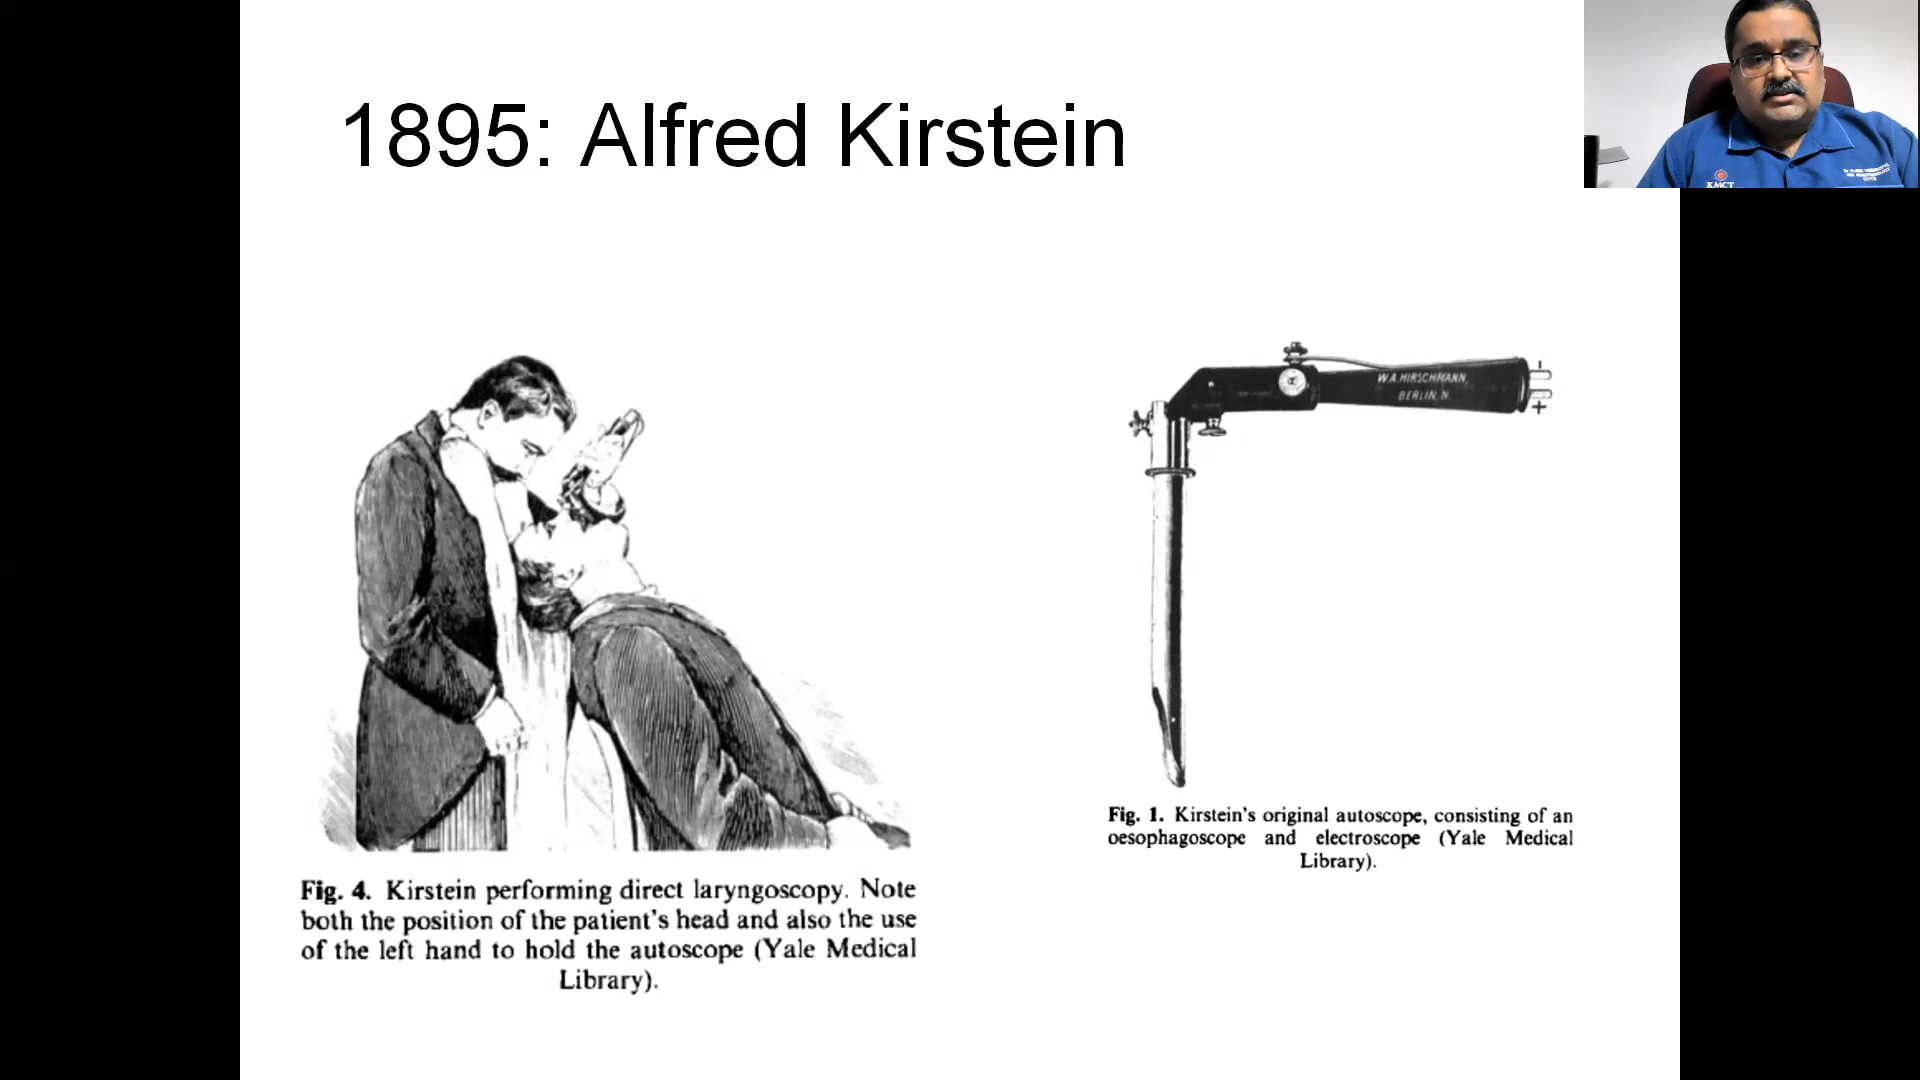 1895: Alfred Kirstein
KMCT
W.A.HIRSCHMANN
BERLIN.N.
-
+
Fig. 1. Kirstein's original autoscope, consisting of an
oesophagoscope and electroscope (Yale Medical
Library).
Fig. 4. Kirstein performing direct laryngoscopy. Note
both the position of the patient's head and also the use
of the left hand to hold the autoscope (Yale Medical
Library).